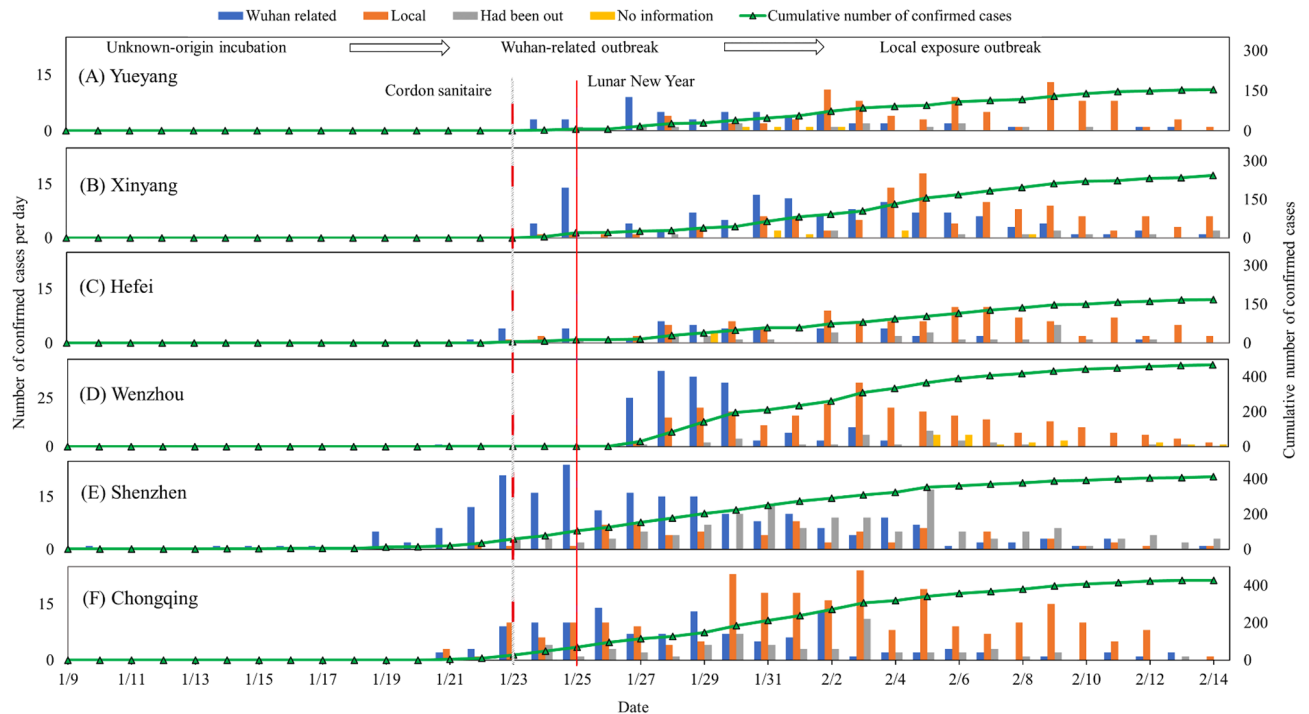 Wuhan related Local Had been out No information Cumulative number of confirmed cases
Unknown-origin incubation Wuhan-related outbreak Local exposure outbreak
Cordon sanitaire
Lunar New Year
Number of confirmed cases per day
Cumulative number of confirmed cases
(A) Yueyang
15
0
300
150
0
(B) Xinyang
15
0
300
150
0
(C) Hefei
15
0
300
150
0
(D) Wenzhou
25
0
400
200
0
(E) Shenzhen
15
0
400
200
0
(F) Chongqing
15
0
400
200
0
1/9 1/11 1/13 1/15 1/17 1/19 1/21 1/23 1/25 1/27 1/29 1/31 2/2 2/4 2/6 2/8 2/10 2/12 2/14
Date